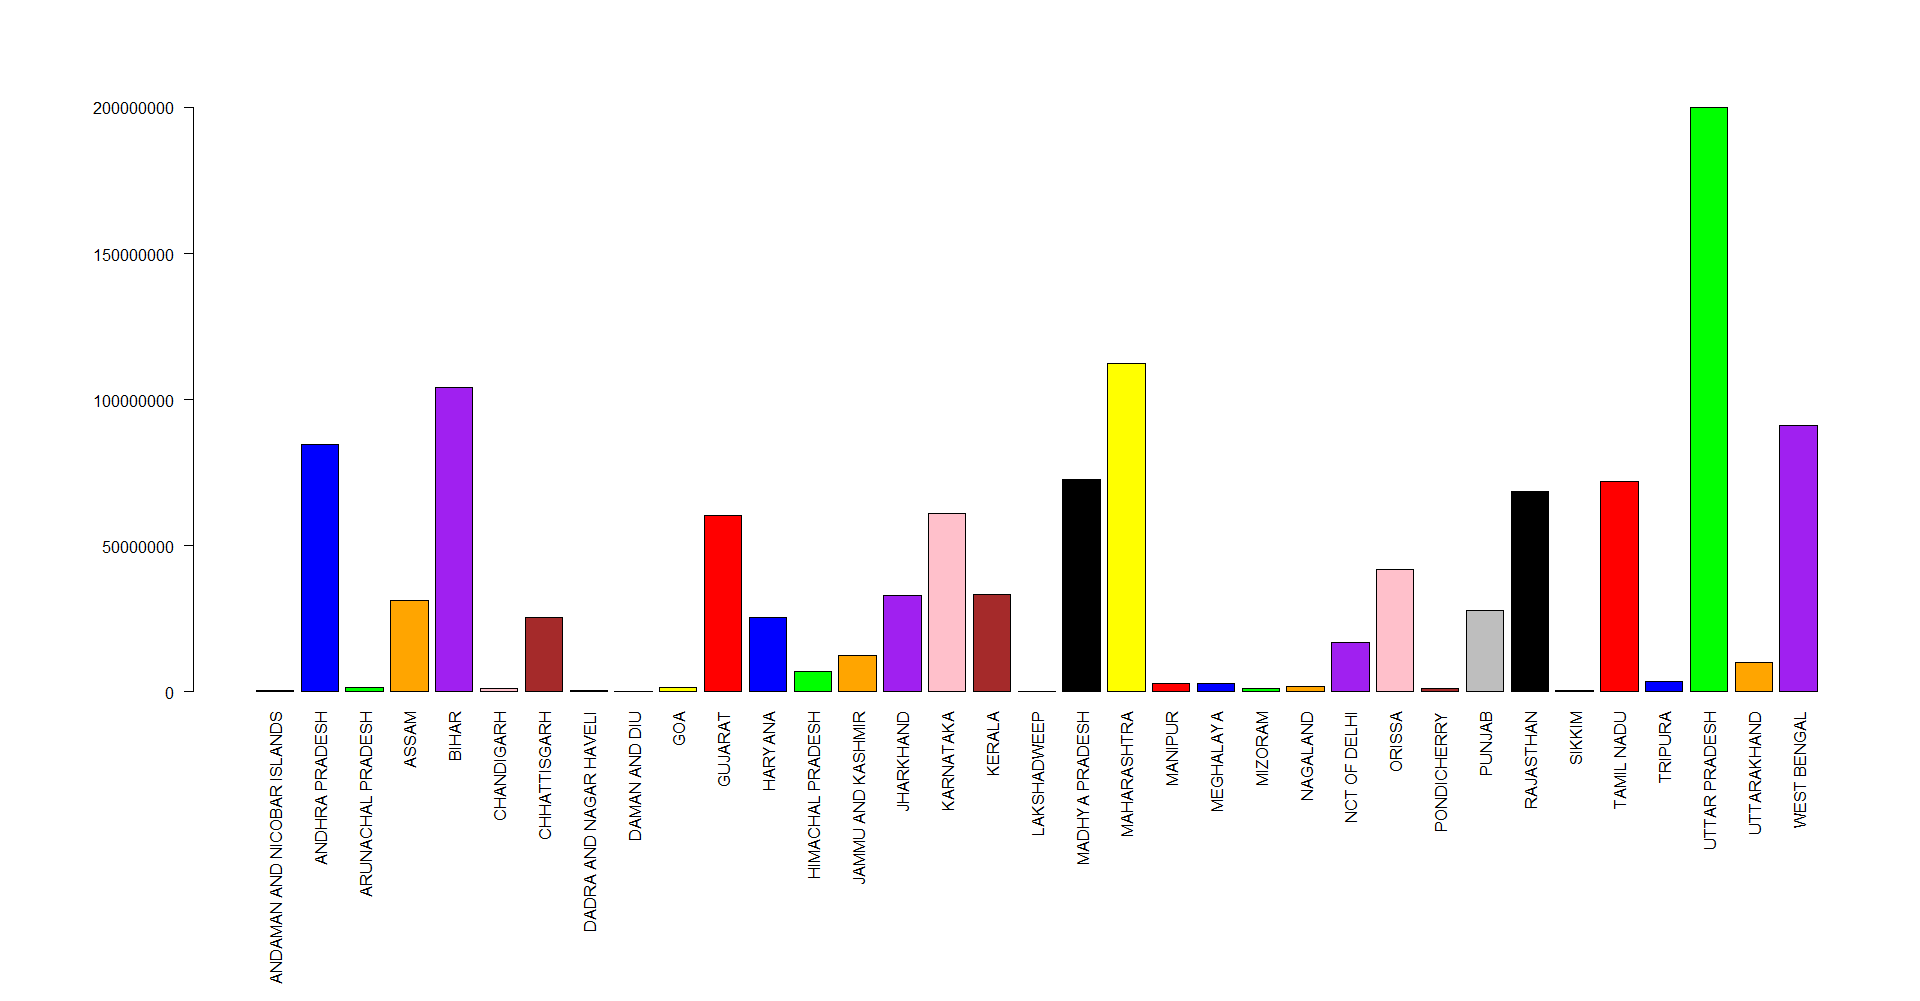 200000000
150000000
100000000
50000000
0
ANDAMAN AND NICOBAR ISLANDS
ANDHRA PRADESH
ARUNACHAL PRADESH
ASSAM
BIHAR
CHANDIGARH
CHHATTISGARH
DADRA AND NAGAR HAVELI
DAMAN AND DIU
GOA
GUJARAT
HARYANA
HIMACHAL PRADESH
JAMMU AND KASHMIR
JHARKHAND
KARNATAKA
KERALA
LAKSHADWEEP
MADHYA PRADESH
MAHARASHTRA
MANIPUR
MEGHALAYA
MIZORAM
NAGALAND
NCT OF DELHI
ORISSA
PONDICHERRY
PUNJAB
RAJASTHAN
SIKKIM
TAMIL NADU
TRIPURA
UTTAR PRADESH
UTTARAKHAND
WEST BENGAL